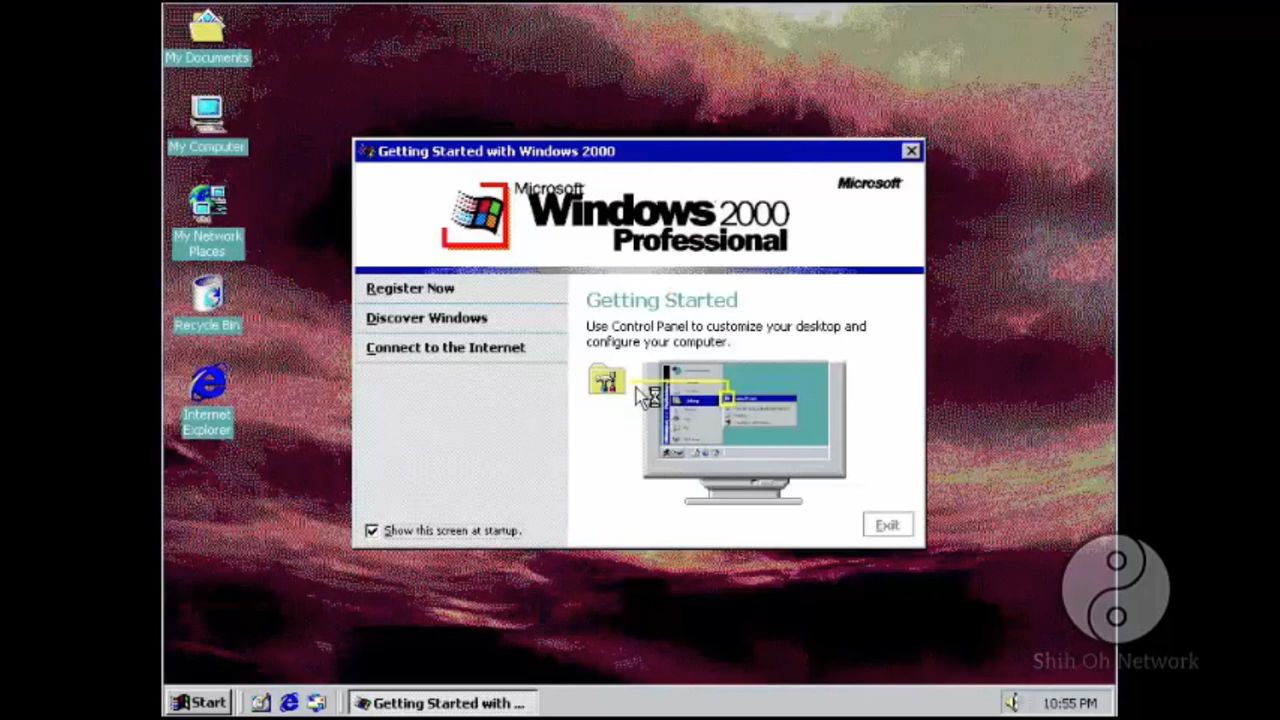 My Documents
My Computer
My Network
Places
Recycle Bin
Internet
Explorer
Getting Started with Windows 2000
Microsoft
Windows 2000
Professional
Microsoft
Register Now
Discover Windows
Connect to the Internet
Show this screen at startup.
Getting Started
Use Control Panel to customize your desktop and
configure your computer.
Exit
Shih Oh Network
Start
Getting Started with ...
10:55 PM